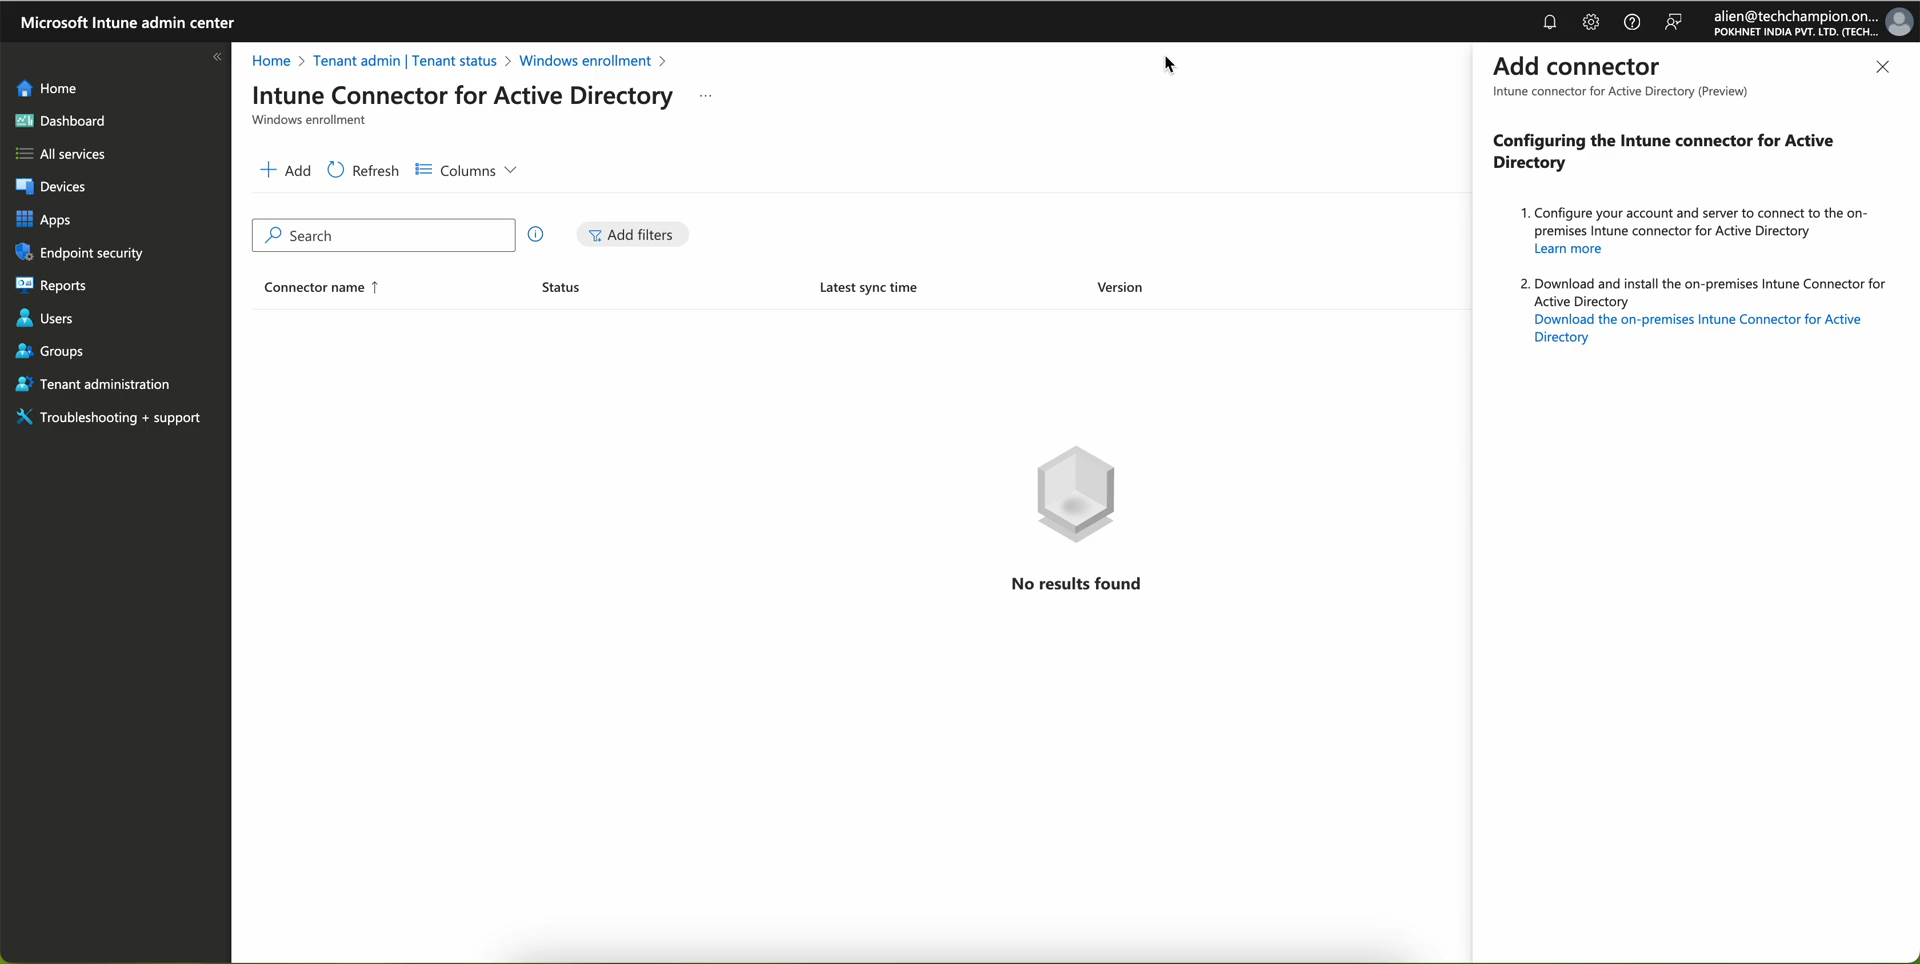 Microsoft Intune admin center
alien@techchampion.on...
POKHNET INDIA PVT. LTD. (TECH...
«
Home
Dashboard
All services
Devices
Apps
Endpoint security
Reports
Users
Groups
Tenant administration
Troubleshooting + support
Home > Tenant admin | Tenant status > Windows enrollment >
Intune Connector for Active Directory ...
Windows enrollment
+ Add Refresh Columns
Search
Add filters
Connector name ↑ Status Latest sync time Version
No results found
Add connector
Intune connector for Active Directory (Preview)
Configuring the Intune connector for Active
Directory
1. Configure your account and server to connect to the on-
premises Intune connector for Active Directory
Learn more
2. Download and install the on-premises Intune Connector for
Active Directory
Download the on-premises Intune Connector for Active
Directory